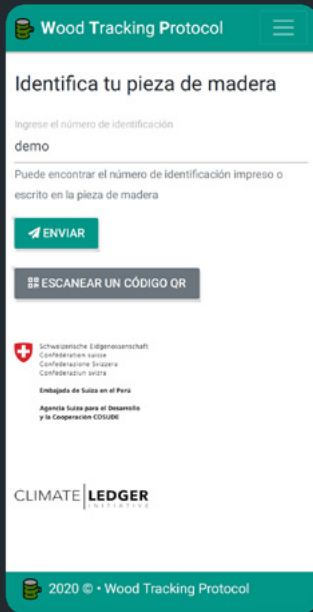 Wood Tracking Protocol
Identifica tu pieza de madera
Ingrese el número de identificación
demo
Puede encontrar el número de identificación impreso o
escrito en la pieza de madera
ENVIAR
ESCANEAR UN CÓDIGO QR
Schweizerische Eidgenossenschaft
Confédération suisse
Confederazione Svizzera
Confederaziun svizra
Embajada de Suiza en el Perú
Agencia Suiza para el Desarrollo
y la Cooperación COSUDE
CLIMATE LEDGER
INITIATIVE
2020 © • Wood Tracking Protocol